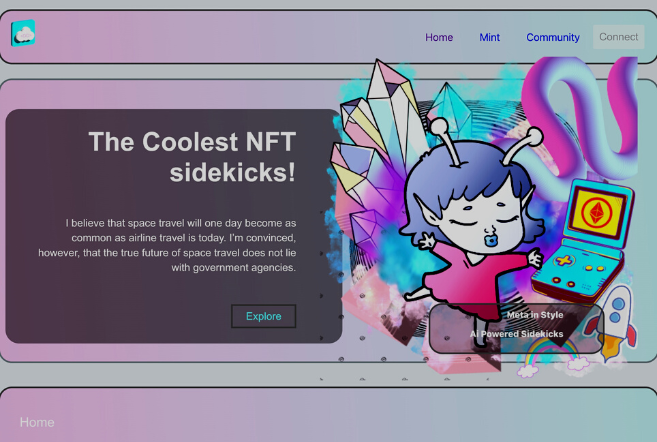 Home Mint Community Connect
The Coolest NFT
sidekicks!
I believe that space travel will one day become as
common as airline travel is today. I'm convinced,
however, that the true future of space travel does not lie
with government agencies.
Explore
Meta in Style
Ai Powered Sidekicks
Home